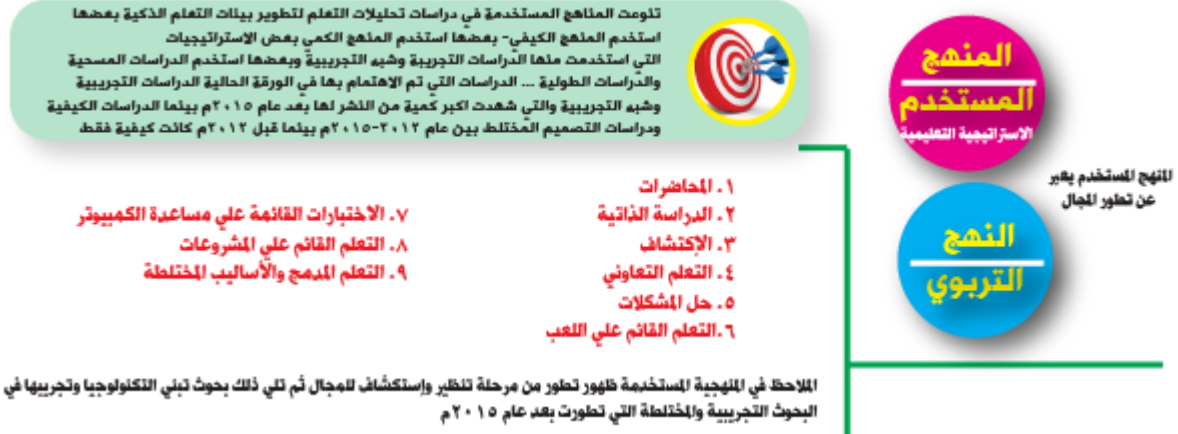 المنهج
المستخدم
الاستراتيجية التعليمية
تنوعت المناهج المستخدمة في دراسات تحليلات التعلم لتطوير بيئات التعلم الذكية بعضها
استخدم المنهج الكيفي- بعضها استخدم المنهج الكمي بعض الاستراتيجيات
التي استخدمت منها الدراسات التجريبة وشبه التجريبية وبعضها استخدم الدراسات المسحية
والدراسات الطولية ... الدراسات التي تم الاهتمام بها في الورقة الحالية الدراسات التجريبية
وشبه التجريبية والتي شهدت اكبر كمية من النشر لها بعد عام ٢٠١٥م بينما الدراسات الكيفية
ودراسات التصميم المختلط بين عام ٢٠١٢-٢٠١٥م بينما قبل ٢٠١٢م كانت كيفية فقط
المنهج المستخدم يعبر
عن تطور المجال
النهج
التربوي
١. المحاضرات
٢. الدراسة الذاتية
٣. الإكتشاف
٤. التعلم التعاوني
٥. حل المشكلات
٦.التعلم القائم علي اللعب
٧. الاختبارات القائمة علي مساعدة الكمبيوتر
٨. التعلم القائم علي المشروعات
٩. التعلم المدمج والأساليب المختلطة
الملاحظ في المنهجية المستخدمة ظهور تطور من مرحلة تنظير وإستكشاف للمجال ثم تلي ذلك بحوث تبني التكنولوجيا وتجريبها في
البحوث التجريبية والمختلطة التي تطورت بعد عام ٢٠١٥م